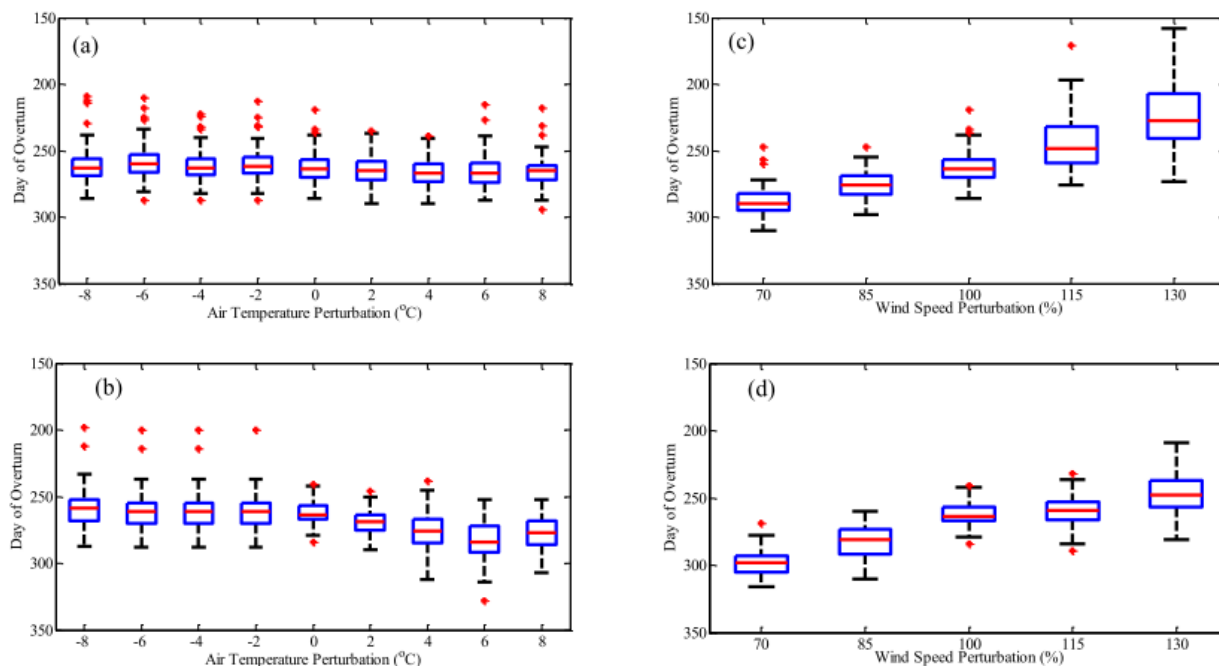 (a)
150
200
250
300
350
Day of Overturn
-8 -6 -4 -2 0 2 4 6 8
Air Temperature Perturbation (°C)
(c)
150
200
250
300
350
Day of Overturn
70 85 100 115 130
Wind Speed Perturbation (%)
(b)
150
200
250
300
350
Day of Overturn
-8 -6 -4 -2 0 2 4 6 8
Air Temperature Perturbation (°C)
(d)
150
200
250
300
350
Day of Overturn
70 85 100 115 130
Wind Speed Perturbation (%)